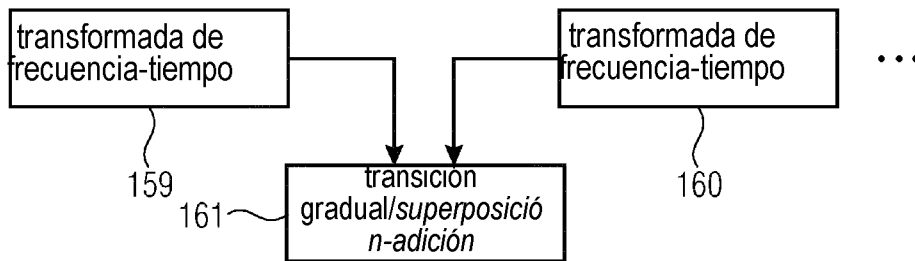 transformada de
frecuencia-tiempo
transformada de
frecuencia-tiempo
...
159
160
161
transición
gradual/superposició
n-adición